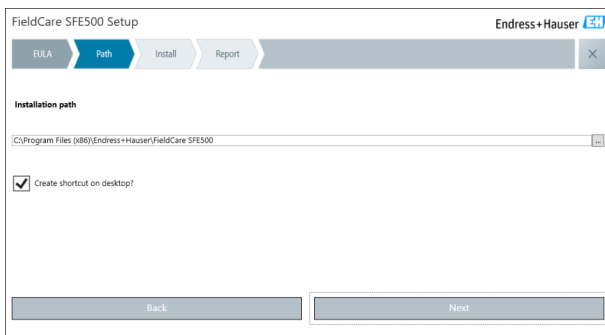 FieldCare SFE500 Setup
Endress+Hauser EH
EULA
Path
Install
Report
Installation path
C:\Program Files (x86)\Endress+Hauser\FieldCare SFE500
...
Create shortcut on desktop?
Back
Next